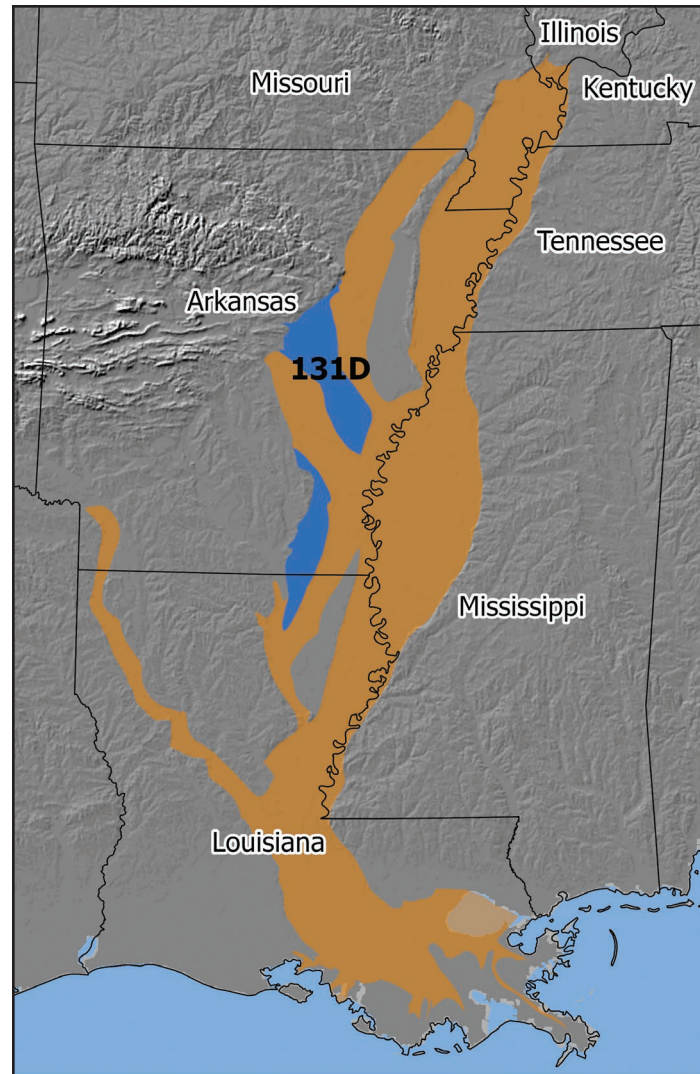 Illinois
Missouri
Kentucky
Tennessee
Arkansas
131D
Mississippi
Louisiana